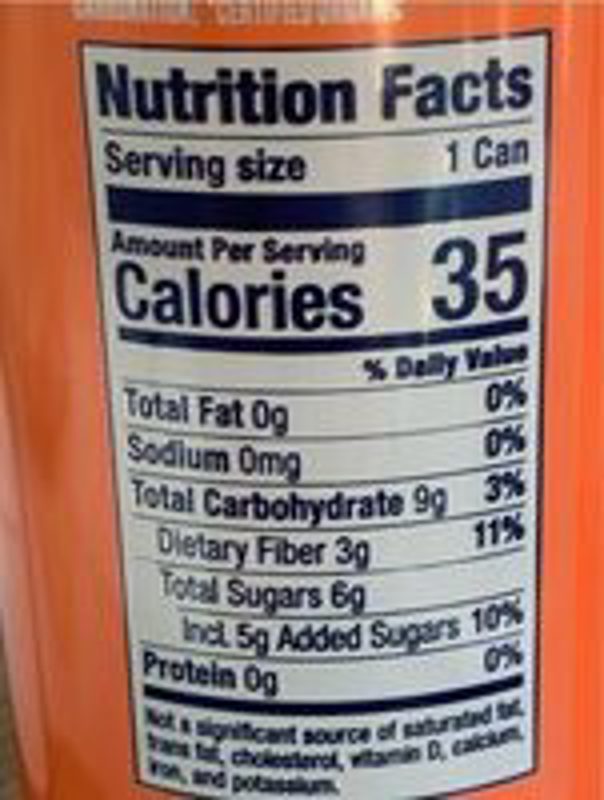 Nutrition Facts
Serving size 1 Can
Amount Per Serving
Calories 35
% Daily Value
Total Fat 0g 0%
Sodium 0mg 0%
Total Carbohydrate 9g 3%
Dietary Fiber 3g 11%
Total Sugars 6g
Incl. 5g Added Sugars 10%
Protein 0g 0%
Not a significant source of saturated fat,
trans fat, cholesterol, vitamin D, calcium,
iron, and potassium.